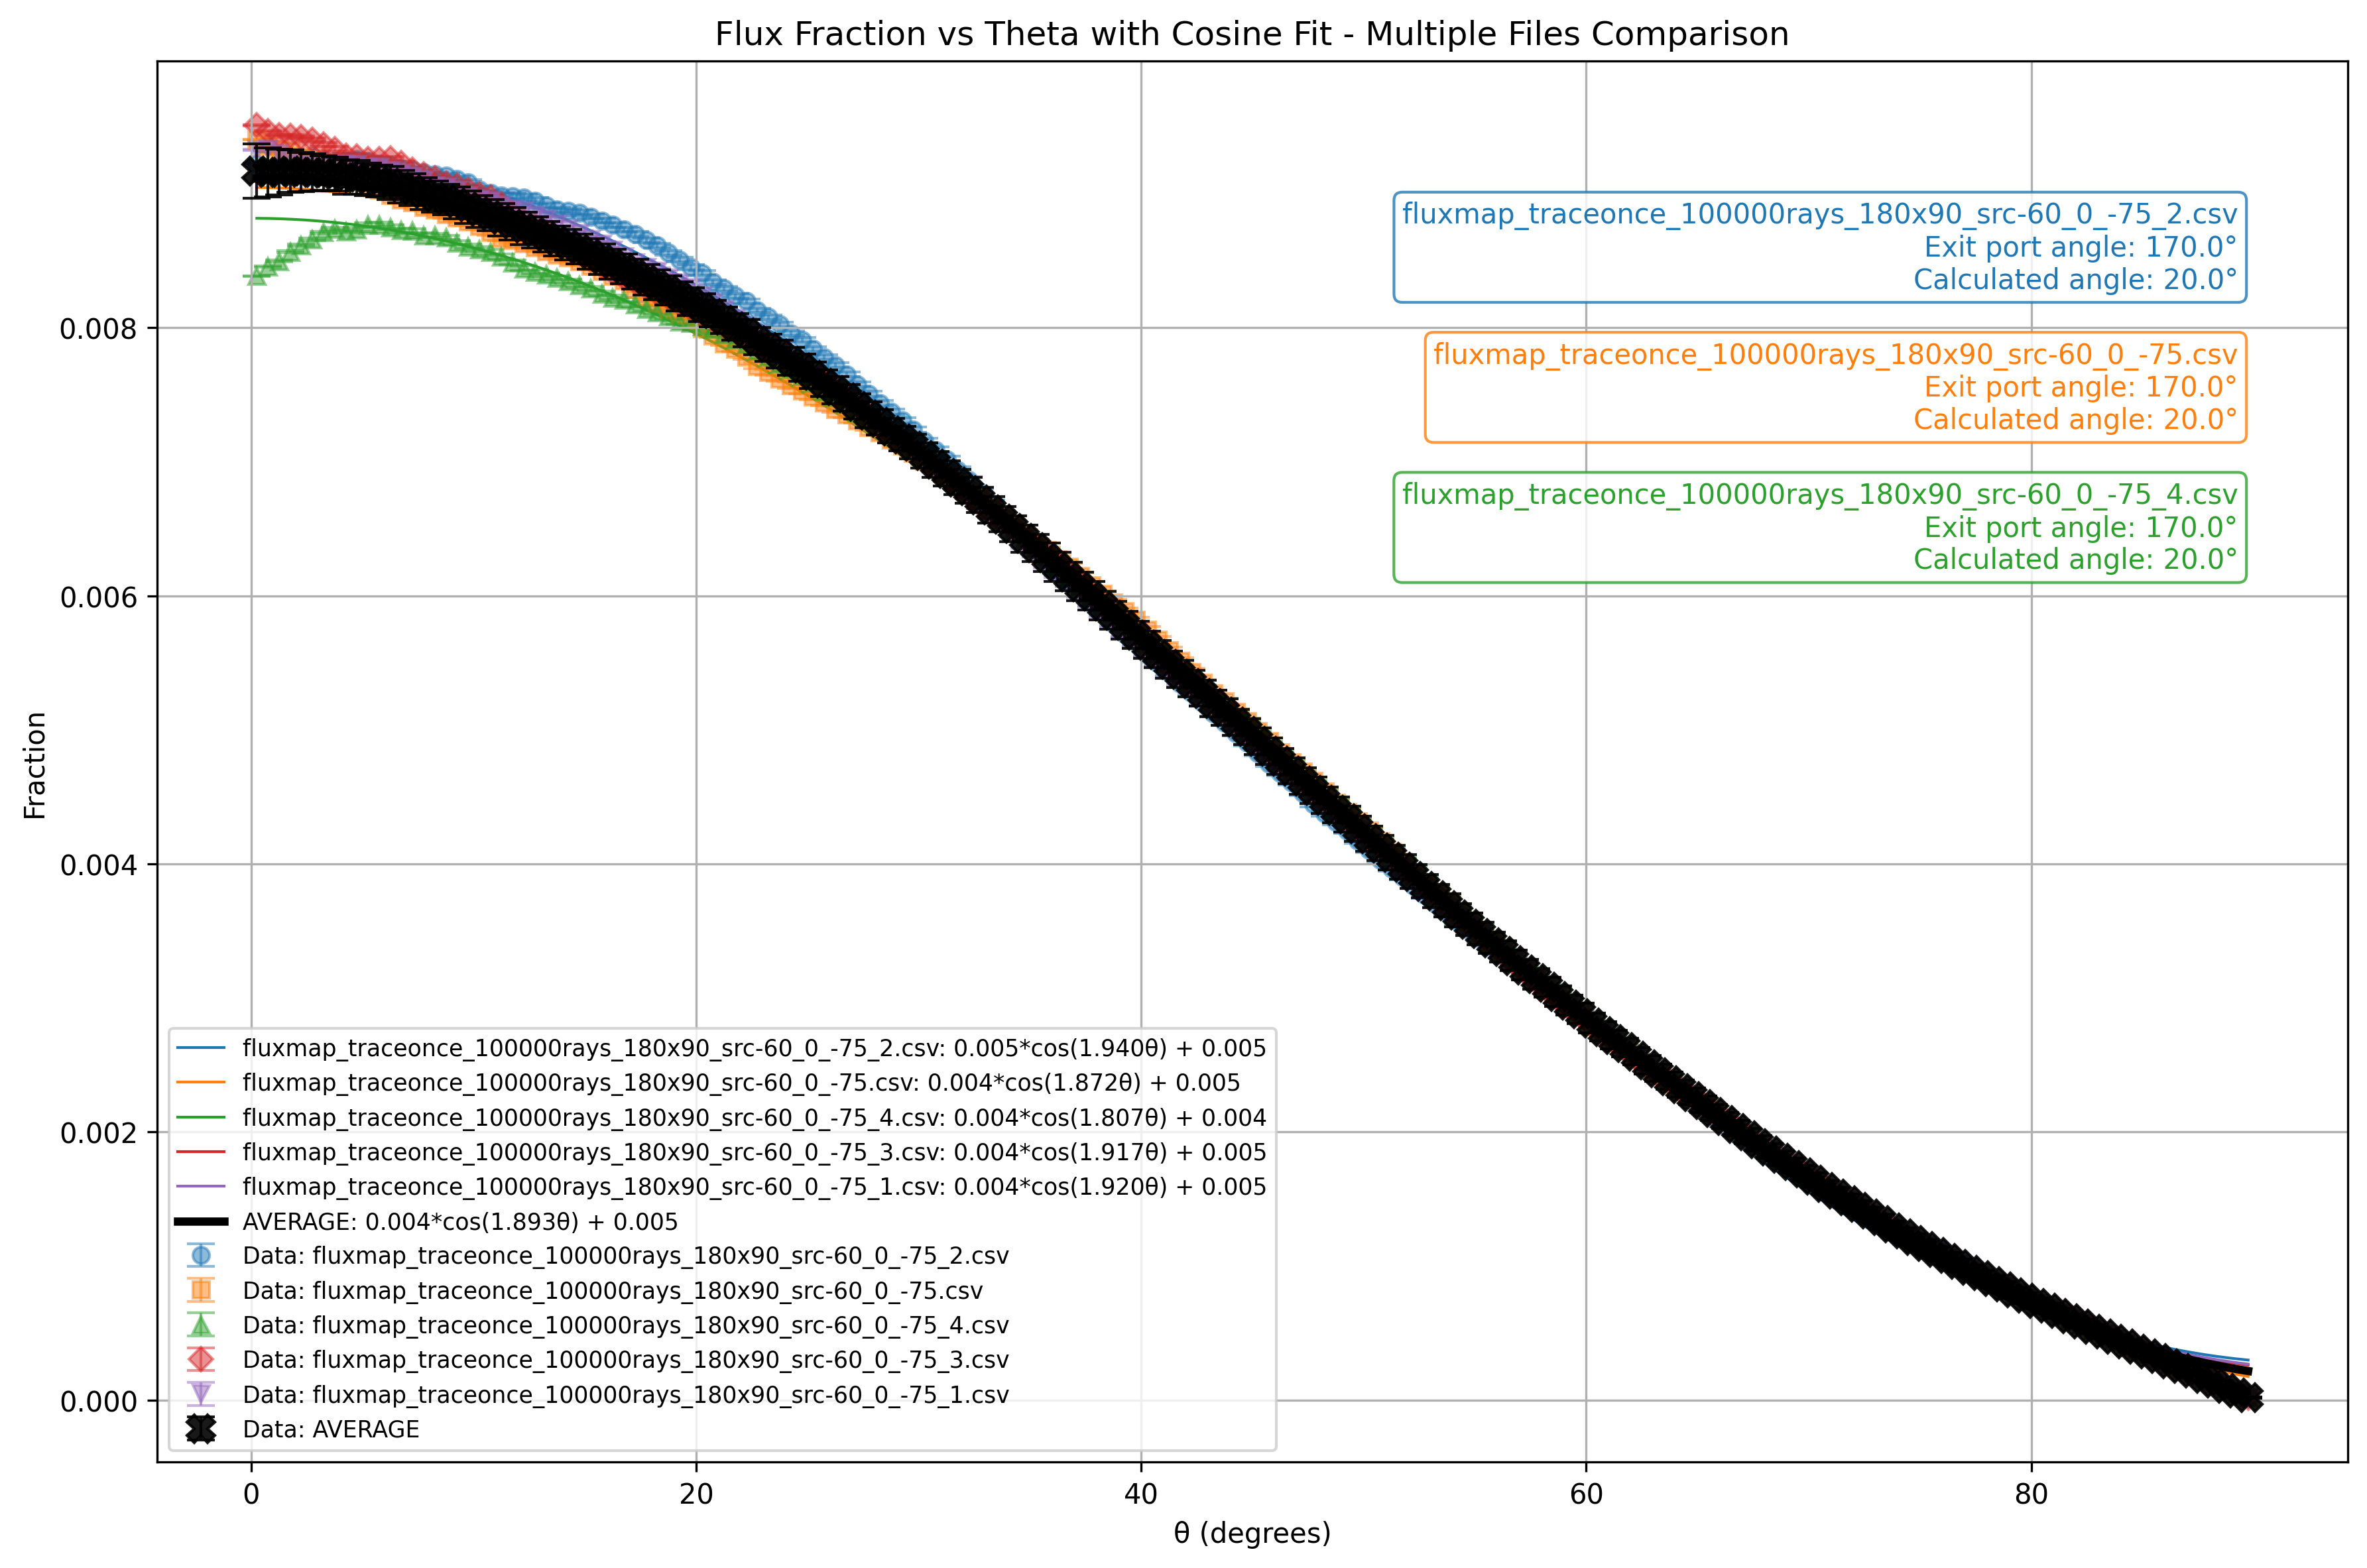 Flux Fraction vs Theta with Cosine Fit - Multiple Files Comparison
fluxmap_traceonce_100000rays_180x90_src-60_0_-75_2.csv
Exit port angle: 170.0°
Calculated angle: 20.0°
fluxmap_traceonce_100000rays_180x90_src-60_0_-75.csv
Exit port angle: 170.0°
Calculated angle: 20.0°
fluxmap_traceonce_100000rays_180x90_src-60_0_-75_4.csv
Exit port angle: 170.0°
Calculated angle: 20.0°
0.008
0.006
0.004
0.002
0.000
Fraction
fluxmap_traceonce_100000rays_180x90_src-60_0_-75_2.csv: 0.005*cos(1.940θ) + 0.005
fluxmap_traceonce_100000rays_180x90_src-60_0_-75.csv: 0.004*cos(1.872θ) + 0.005
fluxmap_traceonce_100000rays_180x90_src-60_0_-75_4.csv: 0.004*cos(1.807θ) + 0.004
fluxmap_traceonce_100000rays_180x90_src-60_0_-75_3.csv: 0.004*cos(1.917θ) + 0.005
fluxmap_traceonce_100000rays_180x90_src-60_0_-75_1.csv: 0.004*cos(1.920θ) + 0.005
AVERAGE: 0.004*cos(1.893θ) + 0.005
Data: fluxmap_traceonce_100000rays_180x90_src-60_0_-75_2.csv
Data: fluxmap_traceonce_100000rays_180x90_src-60_0_-75.csv
Data: fluxmap_traceonce_100000rays_180x90_src-60_0_-75_4.csv
Data: fluxmap_traceonce_100000rays_180x90_src-60_0_-75_3.csv
Data: fluxmap_traceonce_100000rays_180x90_src-60_0_-75_1.csv
Data: AVERAGE
0 20 40 60 80
θ (degrees)